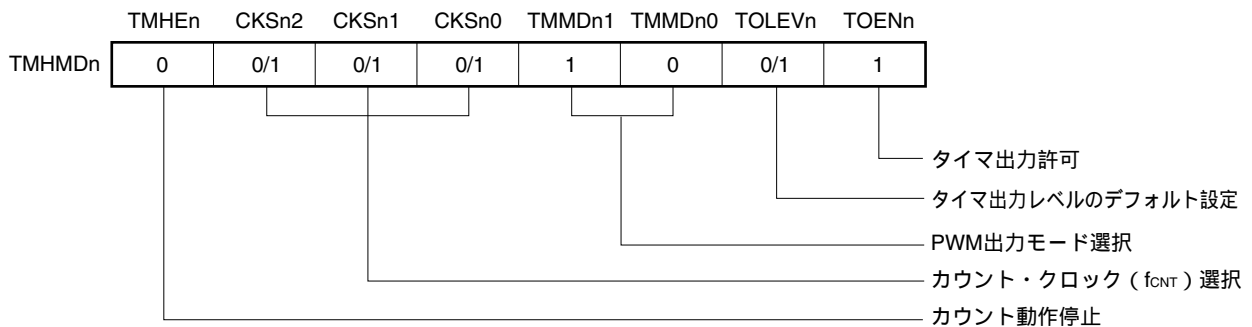 TMHEn CKSn2 CKSn1 CKSn0 TMMDn1 TMMDn0 TOLEVn TOENn
TMHMDn 0 0/1 0/1 0/1 1 0 0/1 1
タイマ出力許可
タイマ出力レベルのデフォルト設定
PWM出力モード選択
カウント・クロック（fCNT）選択
カウント動作停止